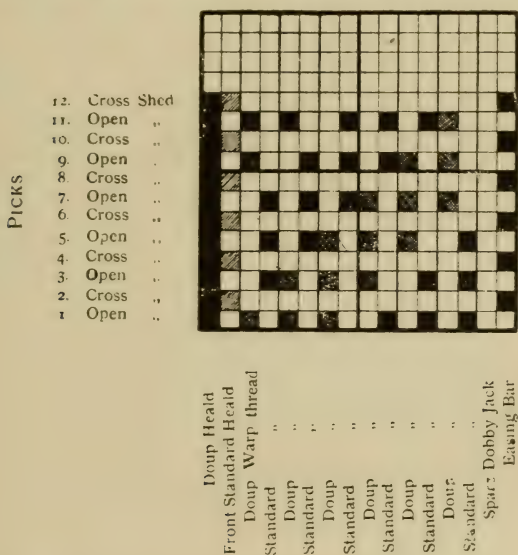 PICKS
12. Cross Shed
11. Open „
10. Cross „
9. Open „
8. Cross „
7. Open „
6. Cross „
5. Open „
4. Cross „
3. Open „
2. Cross „
1 Open „
Doup Heald
Front Standard Heald
Doup Warp thread
Standard „
Doup „
Standard „
Doup „
Standard „
Doup „
Standard „
Doup „
Standard „
Doup „
Standard „
Spare Dobby Jack
Easing Bar